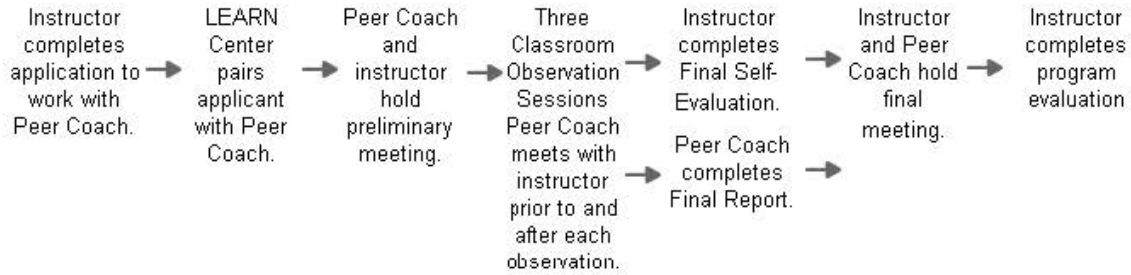 Instructor
completes
application to
work with
Peer Coach.
LEARN
Center
pairs
applicant
with Peer
Coach.
Peer Coach
and
instructor
hold
preliminary
meeting.
Three
Classroom
Observation
Sessions
Peer Coach
meets with
instructor
prior to and
after each
observation.
Instructor
completes
Final Self-
Evaluation.
Peer Coach
completes
Final Report.
Instructor
and Peer
Coach hold
final
meeting.
Instructor
completes
program
evaluation